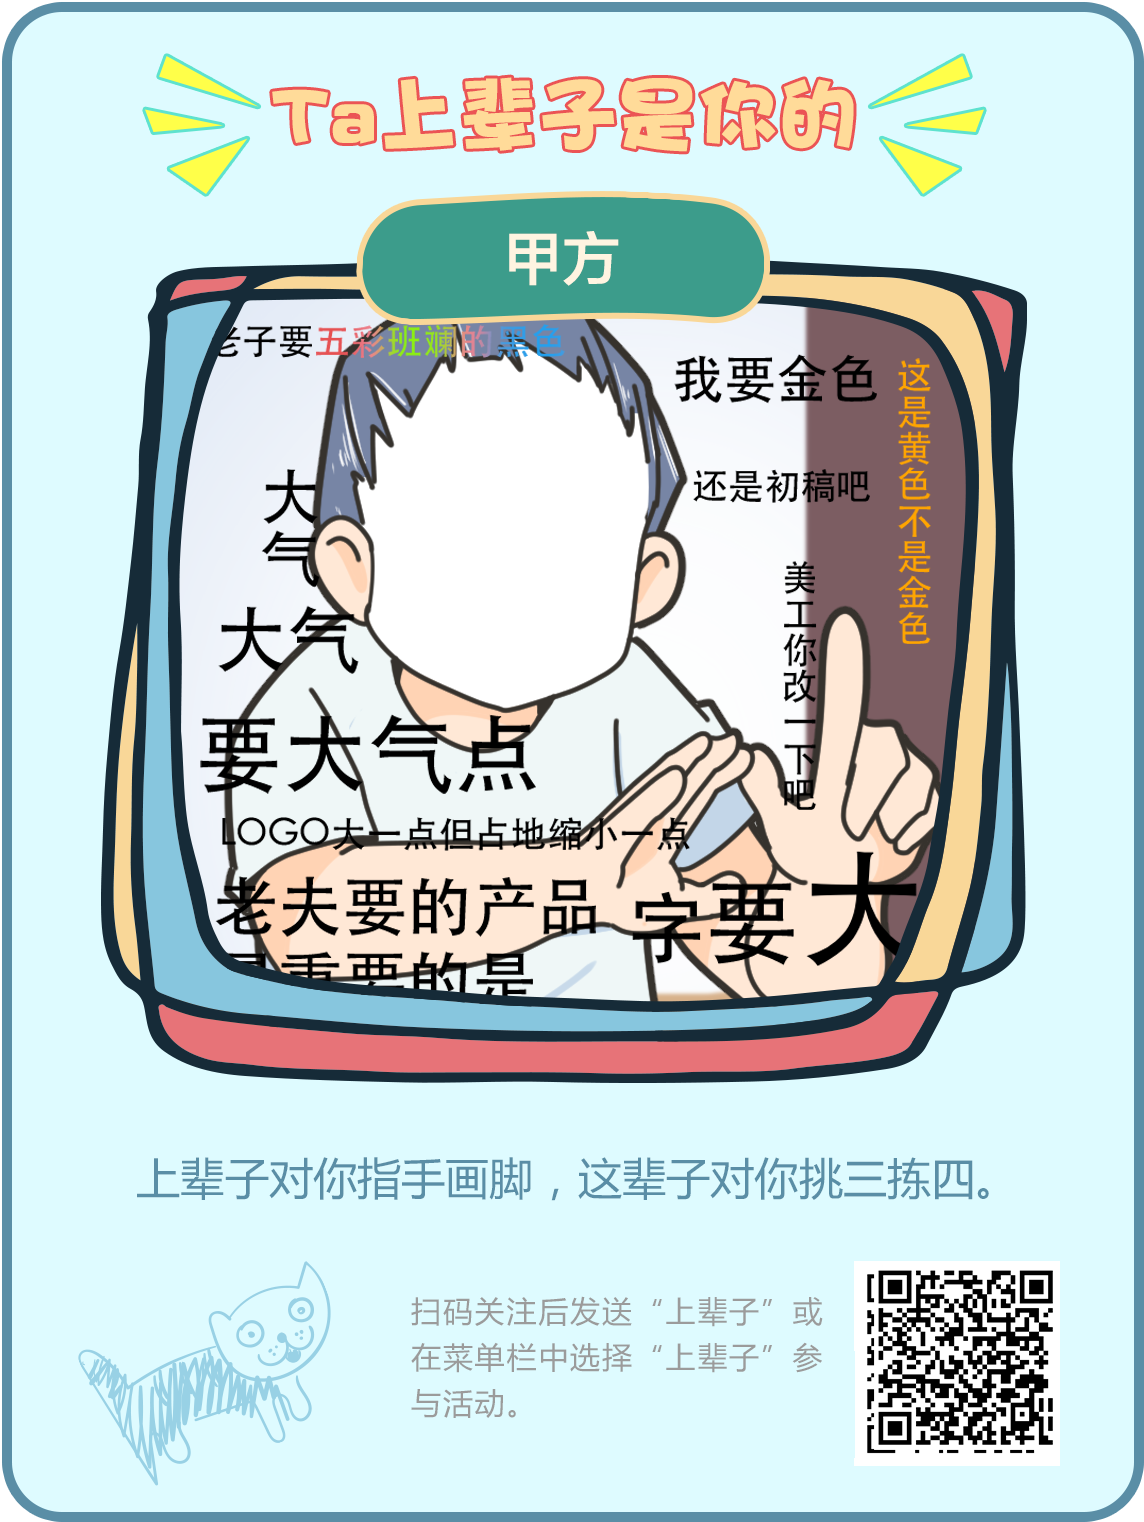 Ta上辈子是你的
甲方
老子要五彩班斓的黑色
我要金色
这是黄色不是金色
还是初稿吧
大气
美工你改一下吧
大气
要大气点
LOGO大一点但占地缩小一点
老夫要的产品
字要大
最重要的是
上辈子对你指手画脚，这辈子对你挑三拣四。
扫码关注后发送“上辈子”或
在菜单栏中选择“上辈子”参
与活动。